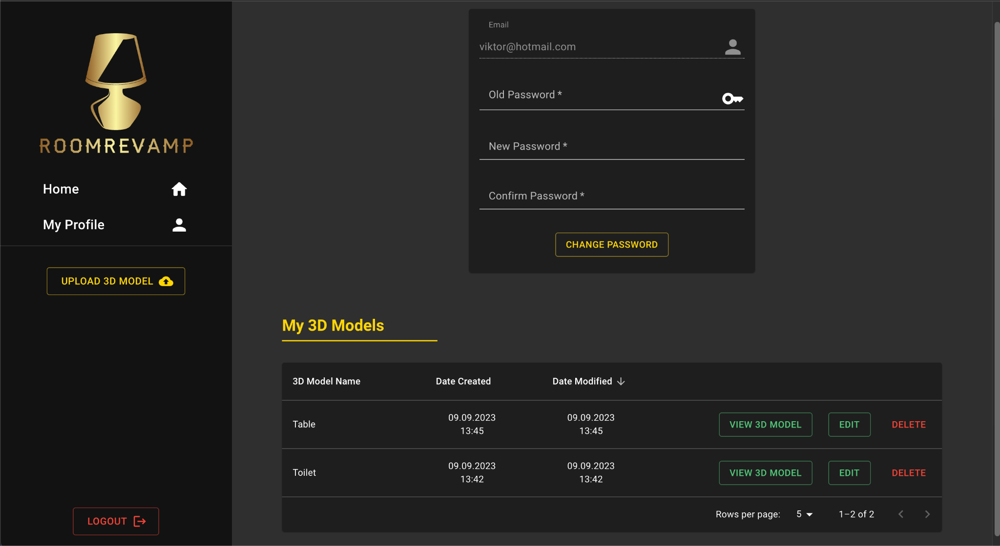 ROOMREVAMP
Home
My Profile
UPLOAD 3D MODEL
LOGOUT
Email
viktor@hotmail.com
Old Password *
New Password *
Confirm Password *
CHANGE PASSWORD
My 3D Models
3D Model Name Date Created Date Modified
Table 09.09.2023 13:45 09.09.2023 13:45 VIEW 3D MODEL EDIT DELETE
Toilet 09.09.2023 13:42 09.09.2023 13:42 VIEW 3D MODEL EDIT DELETE
Rows per page: 5 1–2 of 2